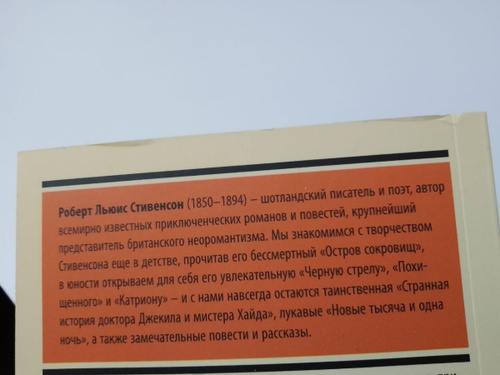 Роберт Льюис Стивенсон (1850–1894) – шотландский писатель и поэт, автор
всемирно известных приключенческих романов и повестей, крупнейший
представитель британского неоромантизма. Мы знакомимся с творчеством
Стивенсона еще в детстве, прочитав его бессмертный «Остров сокровищ»,
в юности открываем для себя его увлекательную «Черную стрелу», «Похи-
щенного» и «Катриону» – и с нами навсегда остаются таинственная «Странная
история доктора Джекила и мистера Хайда», лукавые «Новые тысяча и одна
ночь», а также замечательные повести и рассказы.